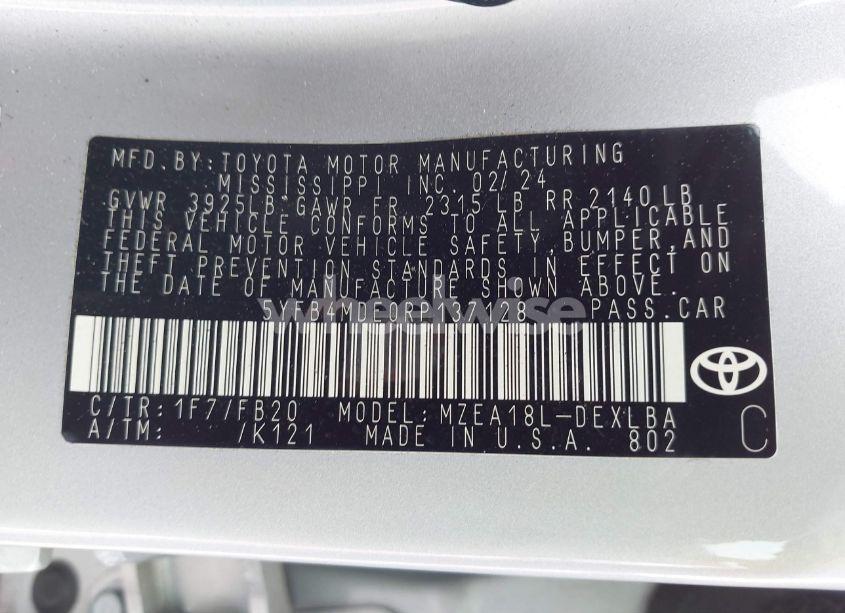 MFD. BY: TOYOTA MOTOR MANUFACTURING
MISSISSIPPI INC. 02/24
GVWR 3925LB GAWR FR 2315LB RR 2140LB
THIS VEHICLE CONFORMS TO ALL APPLICABLE
FEDERAL MOTOR VEHICLE SAFETY, BUMPER, AND
THEFT PREVENTION STANDARDS IN EFFECT ON
THE DATE OF MANUFACTURE SHOWN ABOVE.
PASS. CAR
wheelwise
C/TR: 1F7/FB20 MODEL: MZEA18L-DEXLBA
A/TM: /K121 MADE IN U.S.A. 802 C